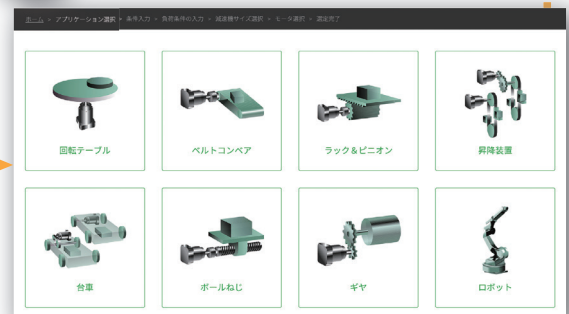 ホーム > アプリケーション選択 > 条件入力 > 負荷条件の入力 > 減速機サイズ選択 > モータ選択 > 選定完了
回転テーブル
ベルトコンベア
ラック&ピニオン
昇降装置
台車
ボールねじ
ギヤ
ロボット